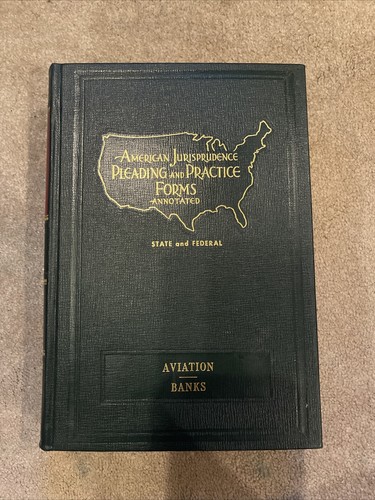 AMERICAN JURISPRUDENCE
PLEADING AND PRACTICE
FORMS
ANNOTATED
STATE and FEDERAL
AVIATION
BANKS